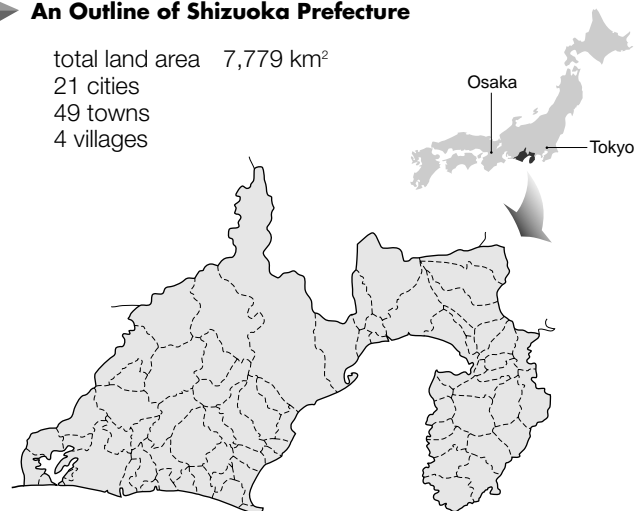 An Outline of Shizuoka Prefecture
total land area 7,779 km²
21 cities
49 towns
4 villages
Osaka
Tokyo